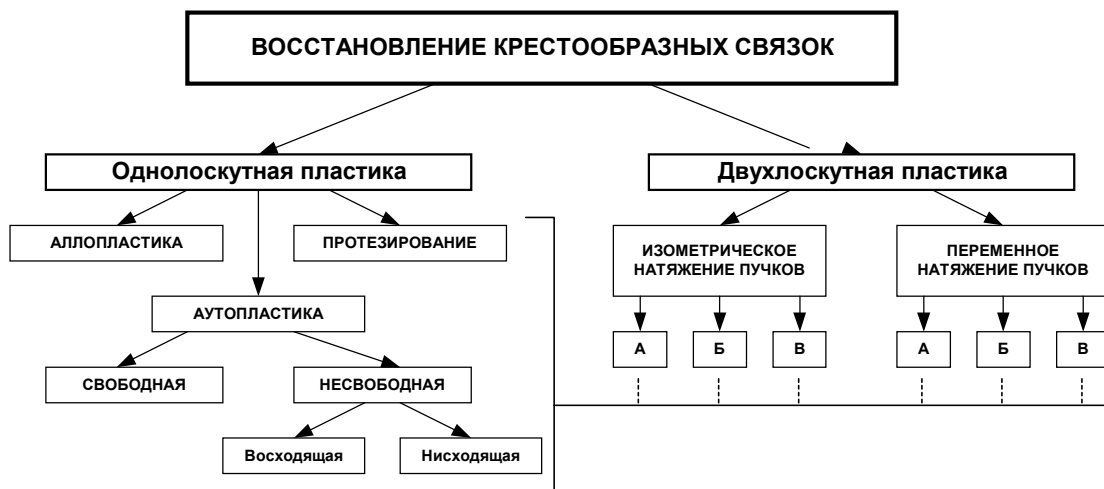 ВОССТАНОВЛЕНИЕ КРЕСТООБРАЗНЫХ СВЯЗОК
Однолоскутная пластика
Двухлоскутная пластика
АЛЛОПЛАСТИКА
ПРОТЕЗИРОВАНИЕ
ИЗОМЕТРИЧЕСКОЕ
НАТЯЖЕНИЕ ПУЧКОВ
ПЕРЕМЕННОЕ
НАТЯЖЕНИЕ ПУЧКОВ
АУТОПЛАСТИКА
А
Б
В
А
Б
В
СВОБОДНАЯ
НЕСВОБОДНАЯ
Восходящая
Нисходящая